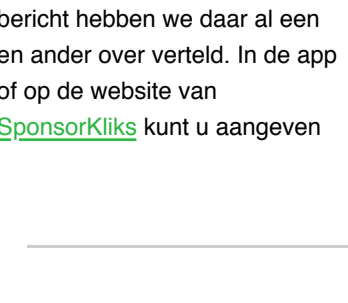 bericht hebben we daar al een
en ander over verteld. In de app
of op de website van
SponsorKliks kunt u aangeven